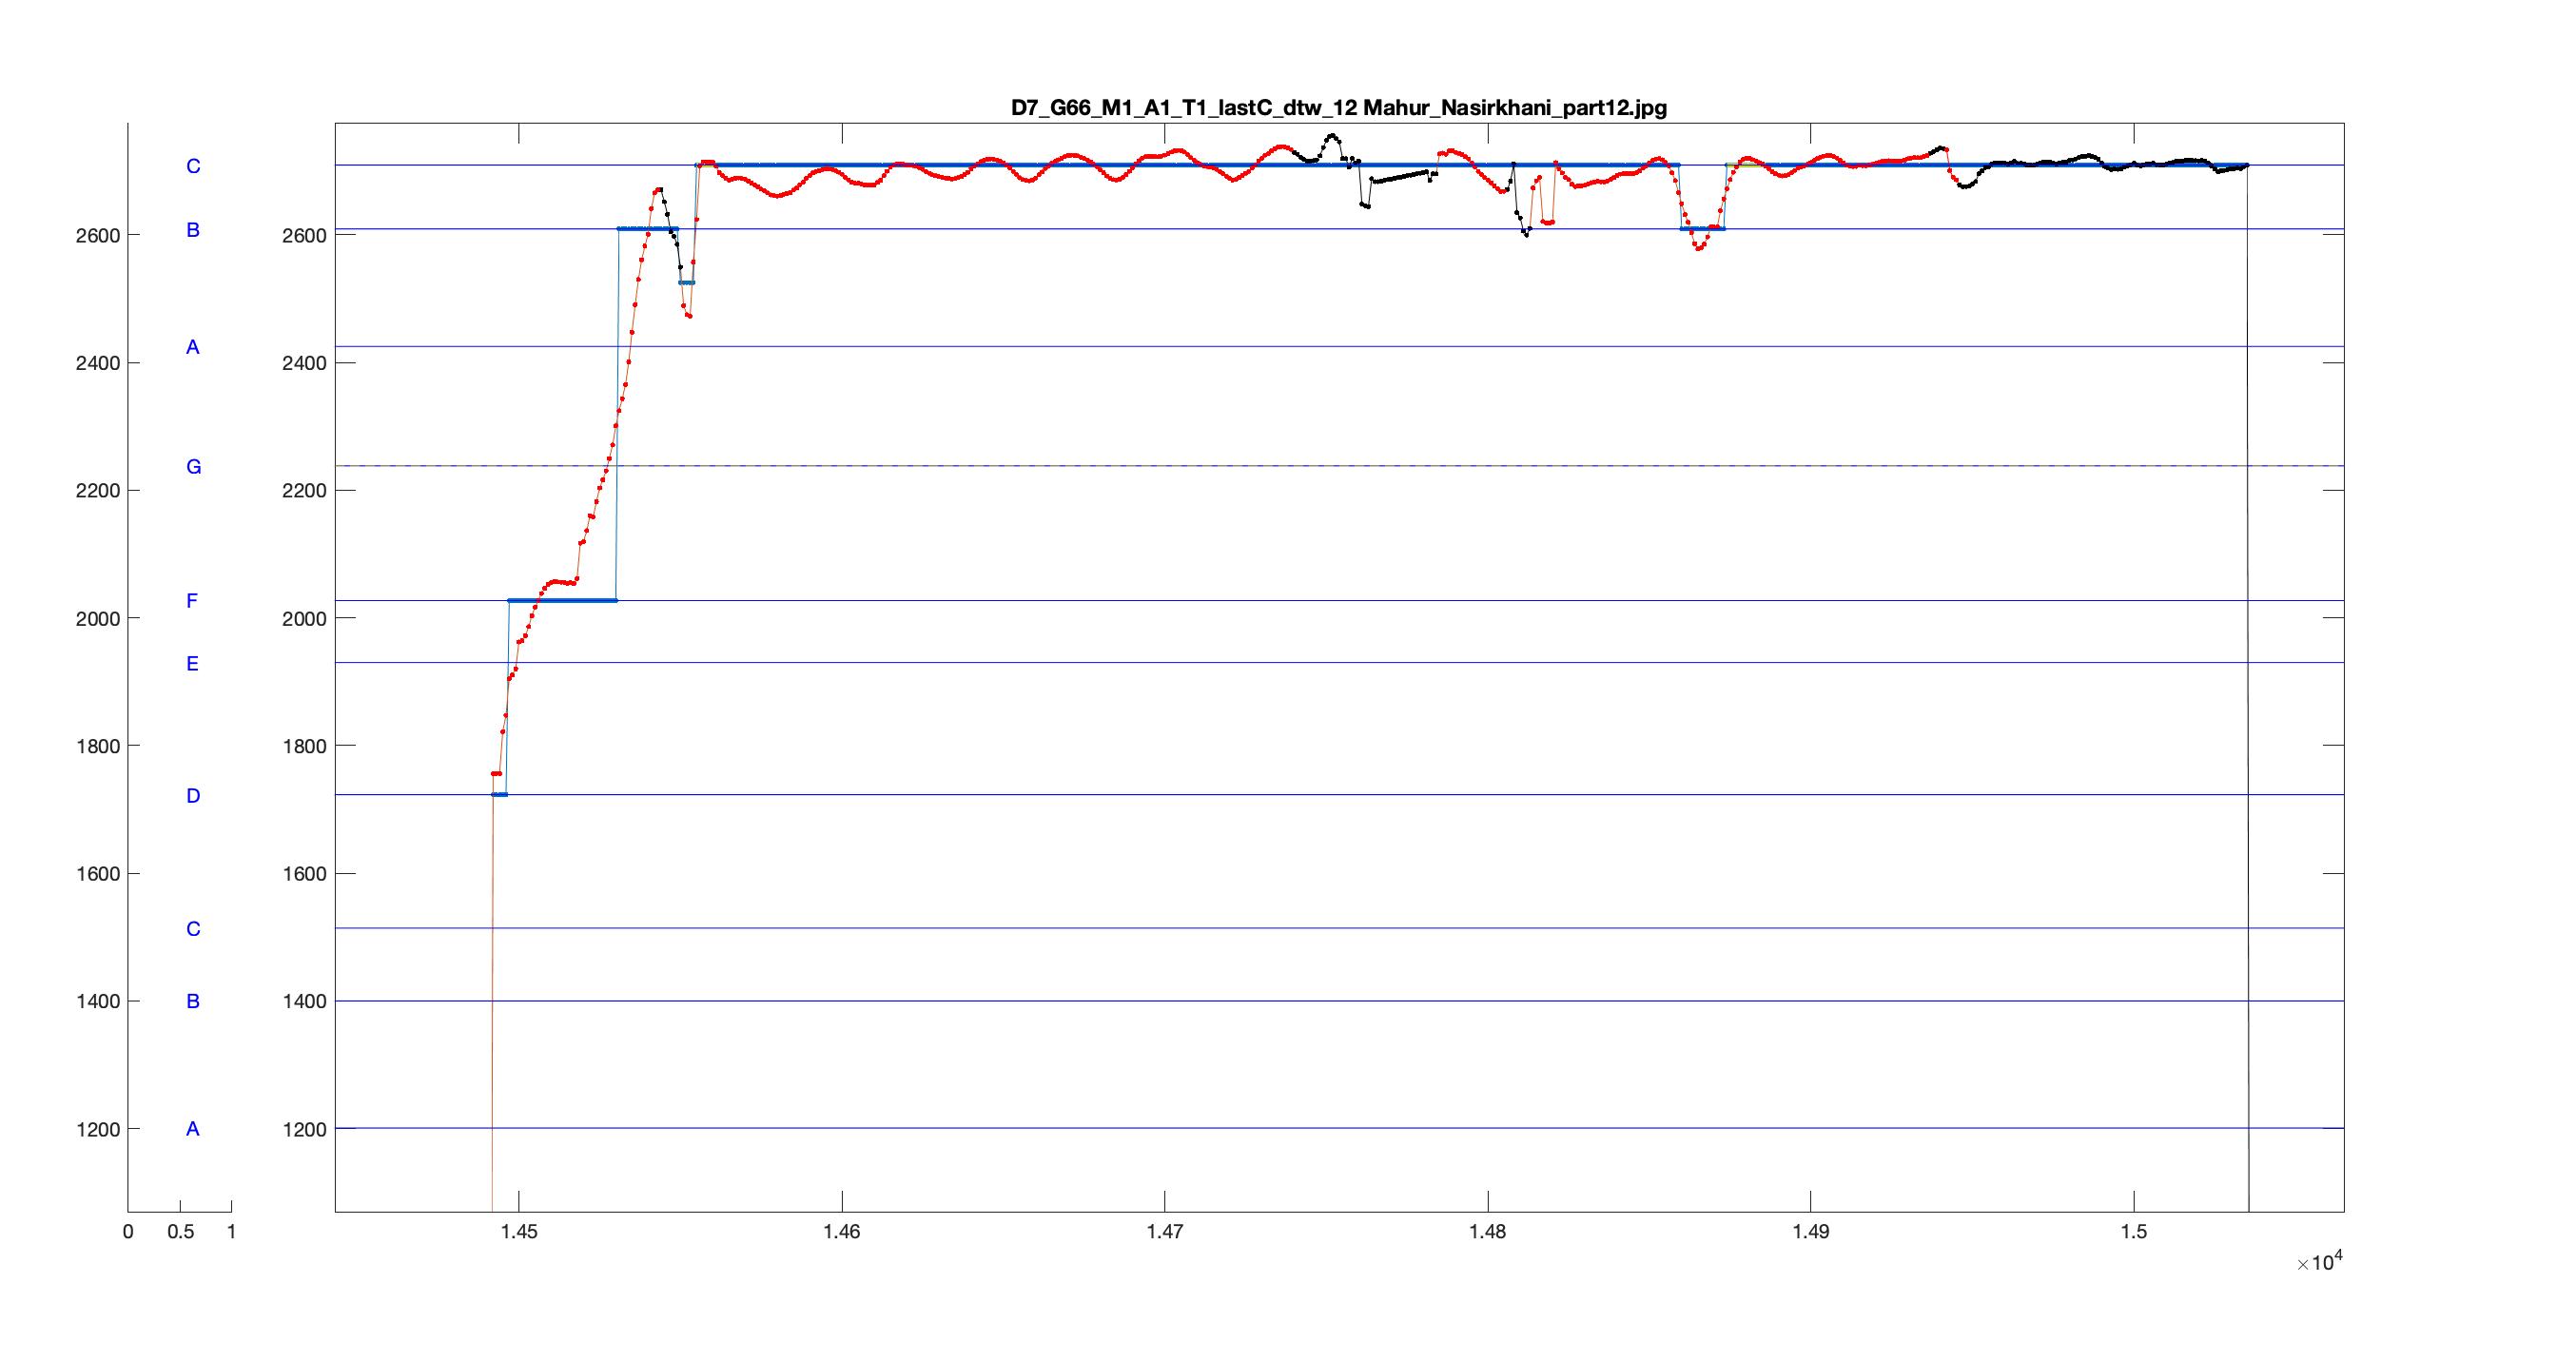 D7_G66_M1_A1_T1_lastC_dtw_12 Mahur_Nasirkhani_part12.jpg
C
B
2600 2600
A
2400 2400
G
2200 2200
F
2000 2000
E
1800 1800
D
1600 1600
C
1400 B 1400
1200 A 1200
0 0.5 1 1.45 1.46 1.47 1.48 1.49 1.5
×10⁴